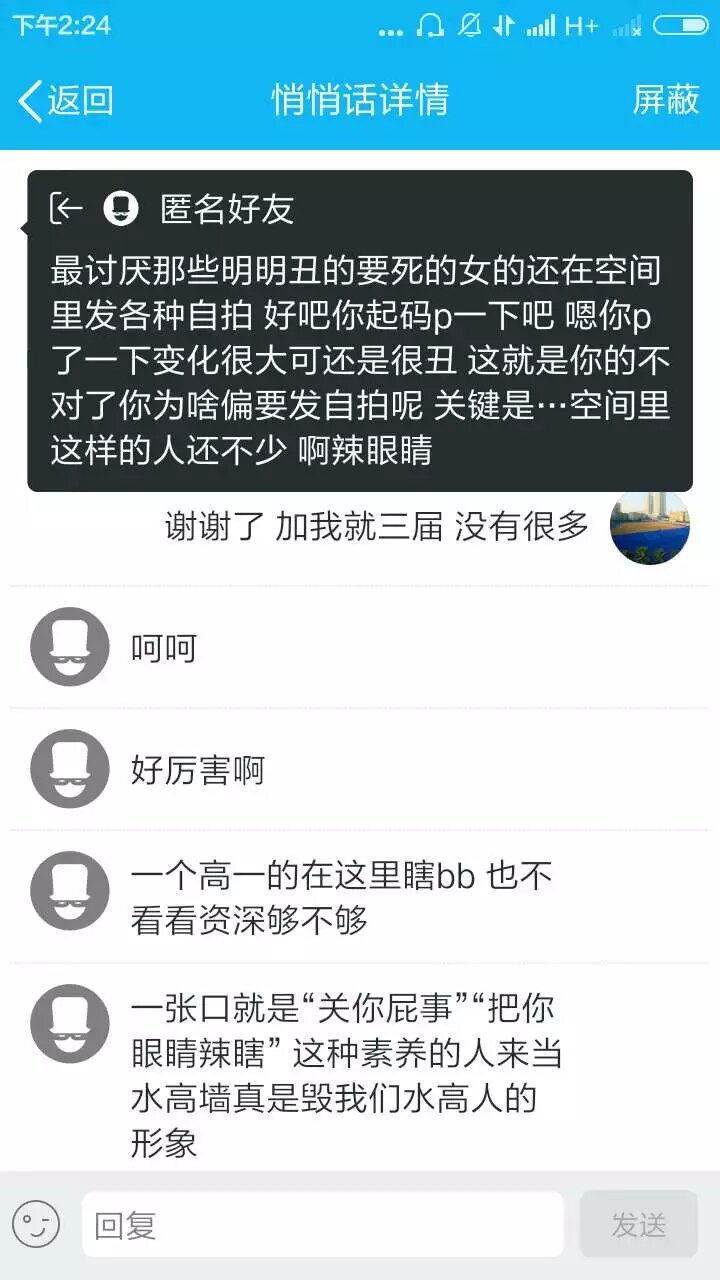 下午2:24
... H+
返回
悄悄话详情
屏蔽
匿名好友
最讨厌那些明明丑的要死的女的还在空间
里发各种自拍 好吧你起码p一下吧 嗯你p
了一下变化很大可还是很丑 这就是你的不
对了你为啥偏要发自拍呢 关键是…空间里
这样的人还不少 啊辣眼睛
谢谢了 加我就三届 没有很多
呵呵
好厉害啊
一个高一的在这里瞎bb 也不
看看资深够不够
一张口就是“关你屁事”“把你
眼睛辣瞎” 这种素养的人来当
水高墙真是毁我们水高人的
形象
回复
发送